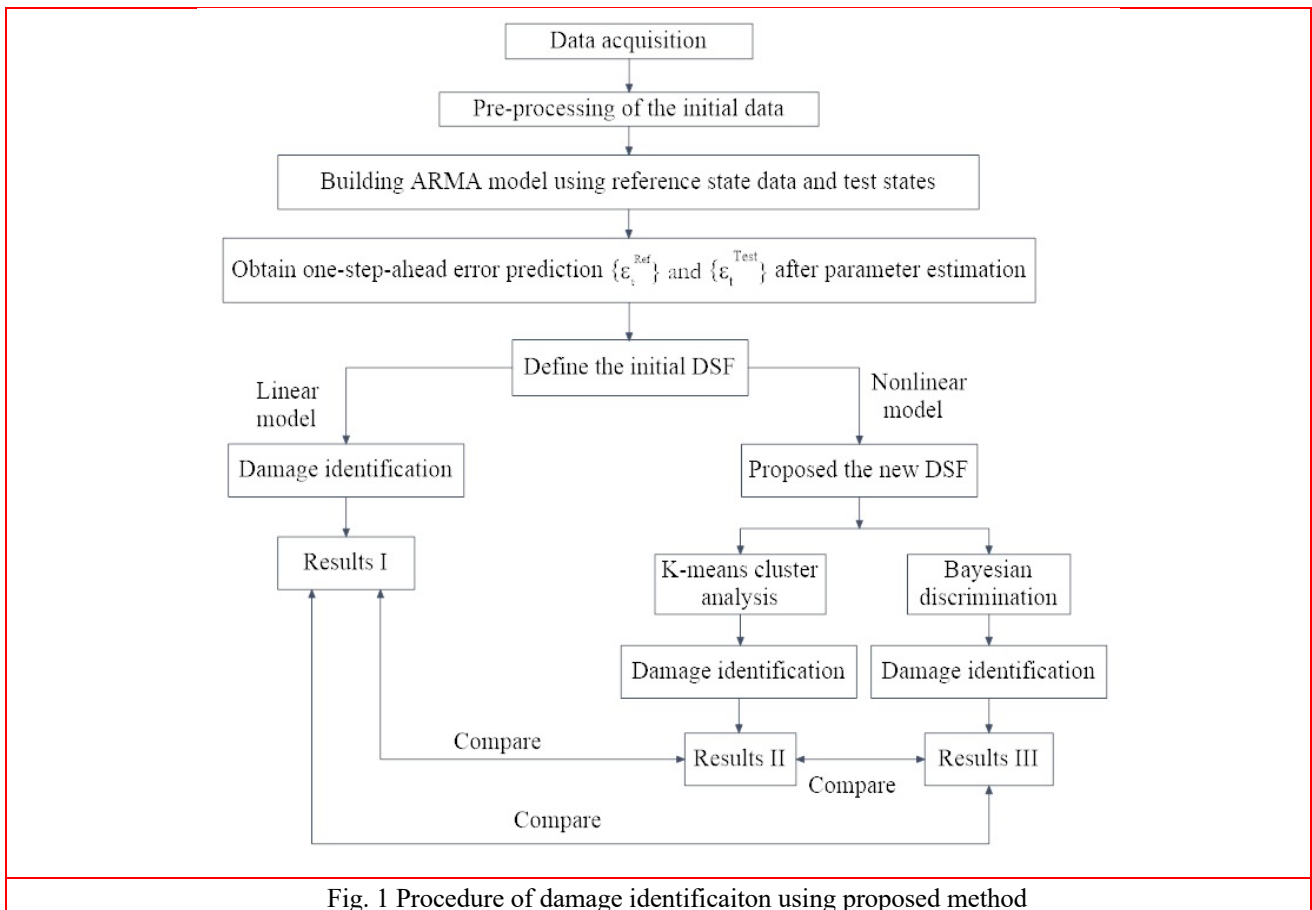 Data acquisition
Pre-processing of the initial data
Building ARMA model using reference state data and test states
Obtain one-step-ahead error prediction {ε_t^Ref} and {ε_t^Test} after parameter estimation
Define the initial DSF
Linear
model
Nonlinear
model
Damage identification
Proposed the new DSF
Results I
K-means cluster
analysis
Bayesian
discrimination
Damage identification
Damage identification
Compare
Results II
Results III
Compare
Compare
Fig. 1 Procedure of damage identificaiton using proposed method